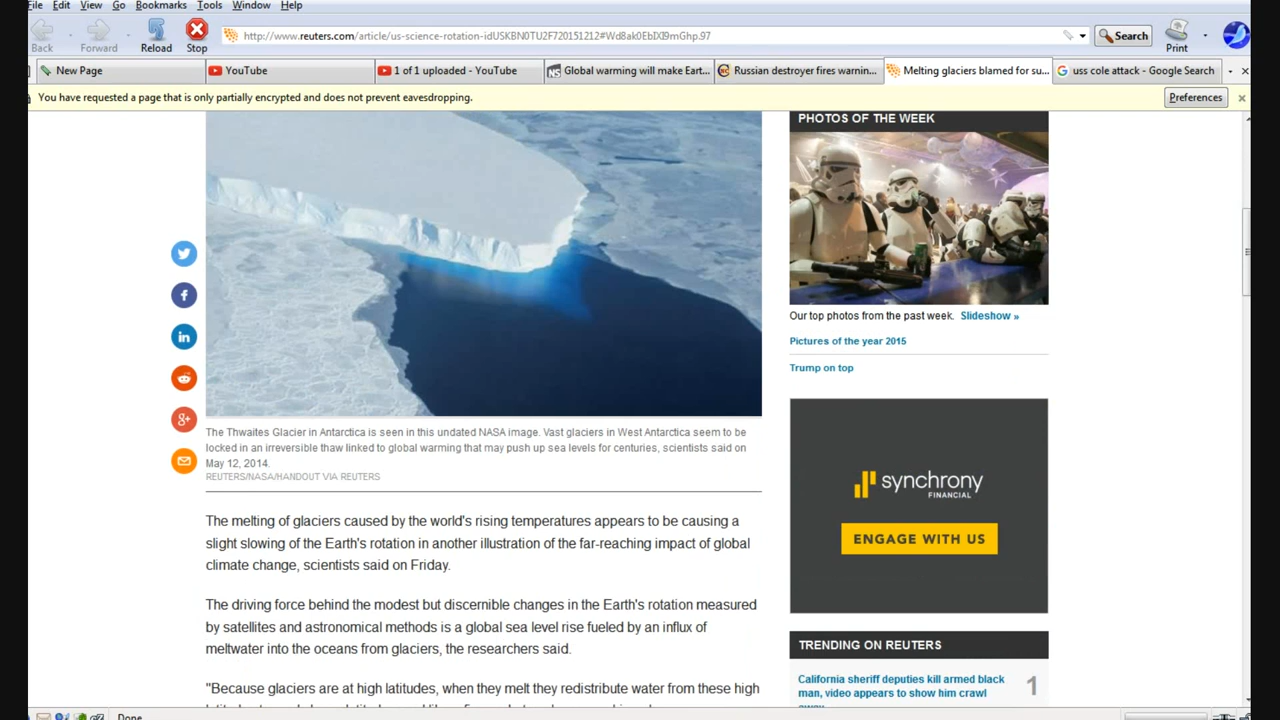 File Edit View Go Bookmarks Tools Window Help
Back Forward Reload Stop http://www.reuters.com/article/us-science-rotation-idUSKBN0TU2F720151212#Wd8ak0EbIXI9mGhp.97 Search Print
New Page YouTube 1 of 1 uploaded - YouTube Global warming will make Eart... Russian destroyer fires warnin... Melting glaciers blamed for su... uss cole attack - Google Search
You have requested a page that is only partially encrypted and does not prevent eavesdropping. Preferences
The Thwaites Glacier in Antarctica is seen in this undated NASA image. Vast glaciers in West Antarctica seem to be
locked in an irreversible thaw linked to global warming that may push up sea levels for centuries, scientists said on
May 12, 2014.
REUTERS/NASA/HANDOUT VIA REUTERS
The melting of glaciers caused by the world's rising temperatures appears to be causing a
slight slowing of the Earth's rotation in another illustration of the far-reaching impact of global
climate change, scientists said on Friday.
The driving force behind the modest but discernible changes in the Earth's rotation measured
by satellites and astronomical methods is a global sea level rise fueled by an influx of
meltwater into the oceans from glaciers, the researchers said.
"Because glaciers are at high latitudes, when they melt they redistribute water from these high
PHOTOS OF THE WEEK
Our top photos from the past week. Slideshow »
Pictures of the year 2015
Trump on top
synchrony
FINANCIAL
ENGAGE WITH US
TRENDING ON REUTERS
California sheriff deputies kill armed black 1
man, video appears to show him crawl
Done